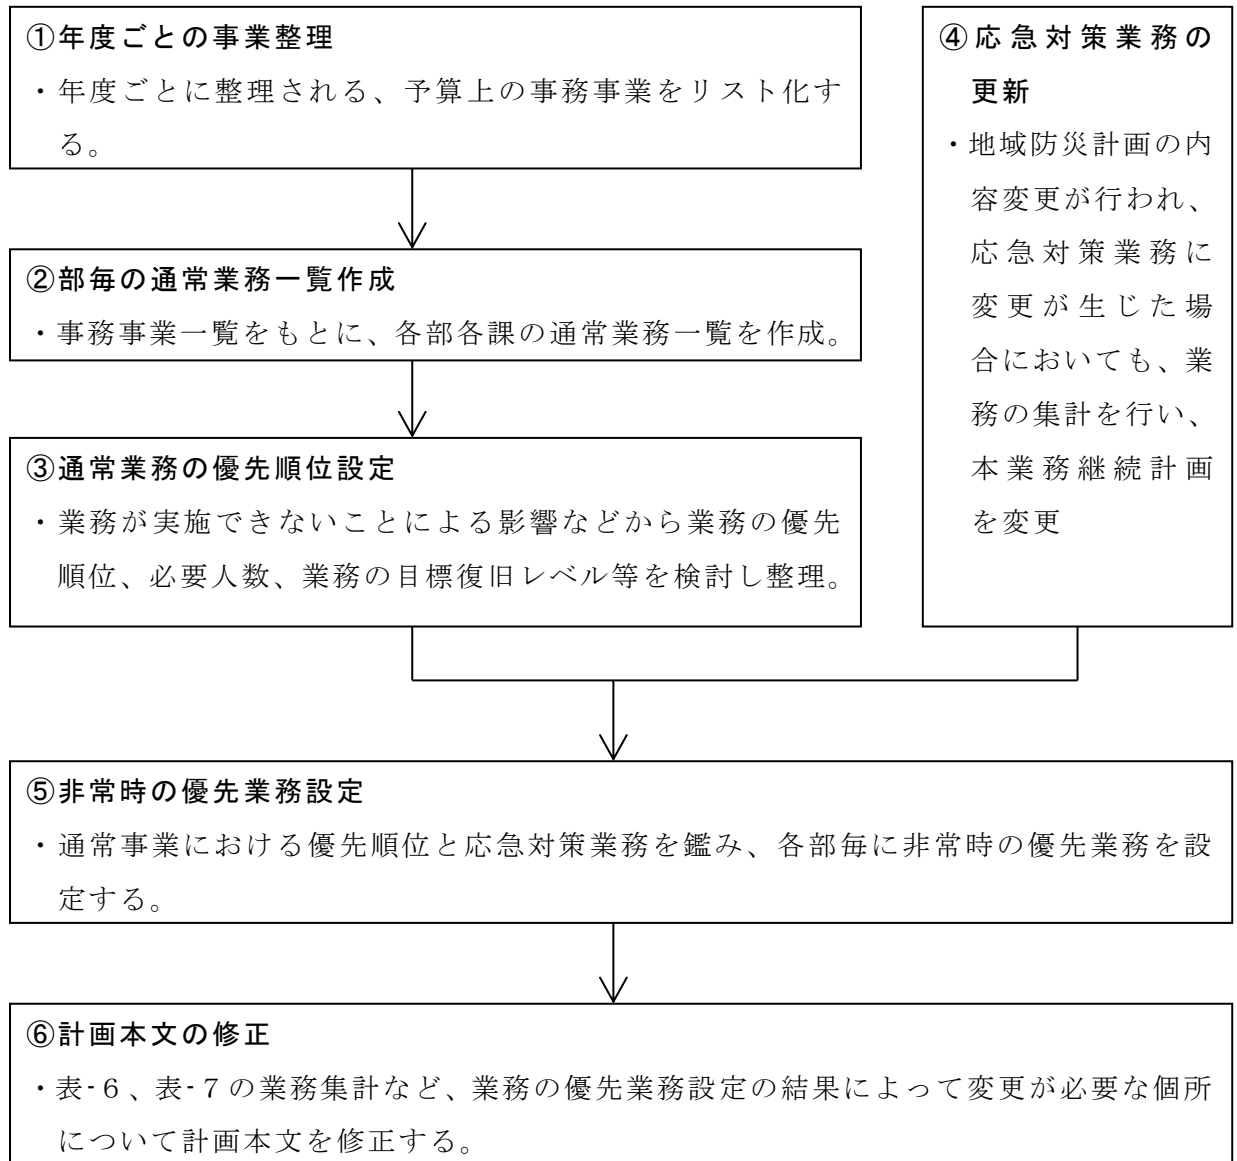 ①年度ごとの事業整理
・年度ごとに整理される、予算上の事務事業をリスト化す
る。
②部毎の通常業務一覧作成
・事務事業一覧をもとに、各部各課の通常業務一覧を作成。
③通常業務の優先順位設定
・業務が実施できないことによる影響などから業務の優先
順位、必要人数、業務の目標復旧レベル等を検討し整理。
④応急対策業務の
更新
・地域防災計画の内
容変更が行われ、
応急対策業務に
変更が生じた場
合においても、業
務の集計を行い、
本業務継続計画
を変更
⑤非常時の優先業務設定
・通常事業における優先順位と応急対策業務を鑑み、各部毎に非常時の優先業務を設
定する。
⑥計画本文の修正
・表-６、表-７の業務集計など、業務の優先業務設定の結果によって変更が必要な個所
について計画本文を修正する。